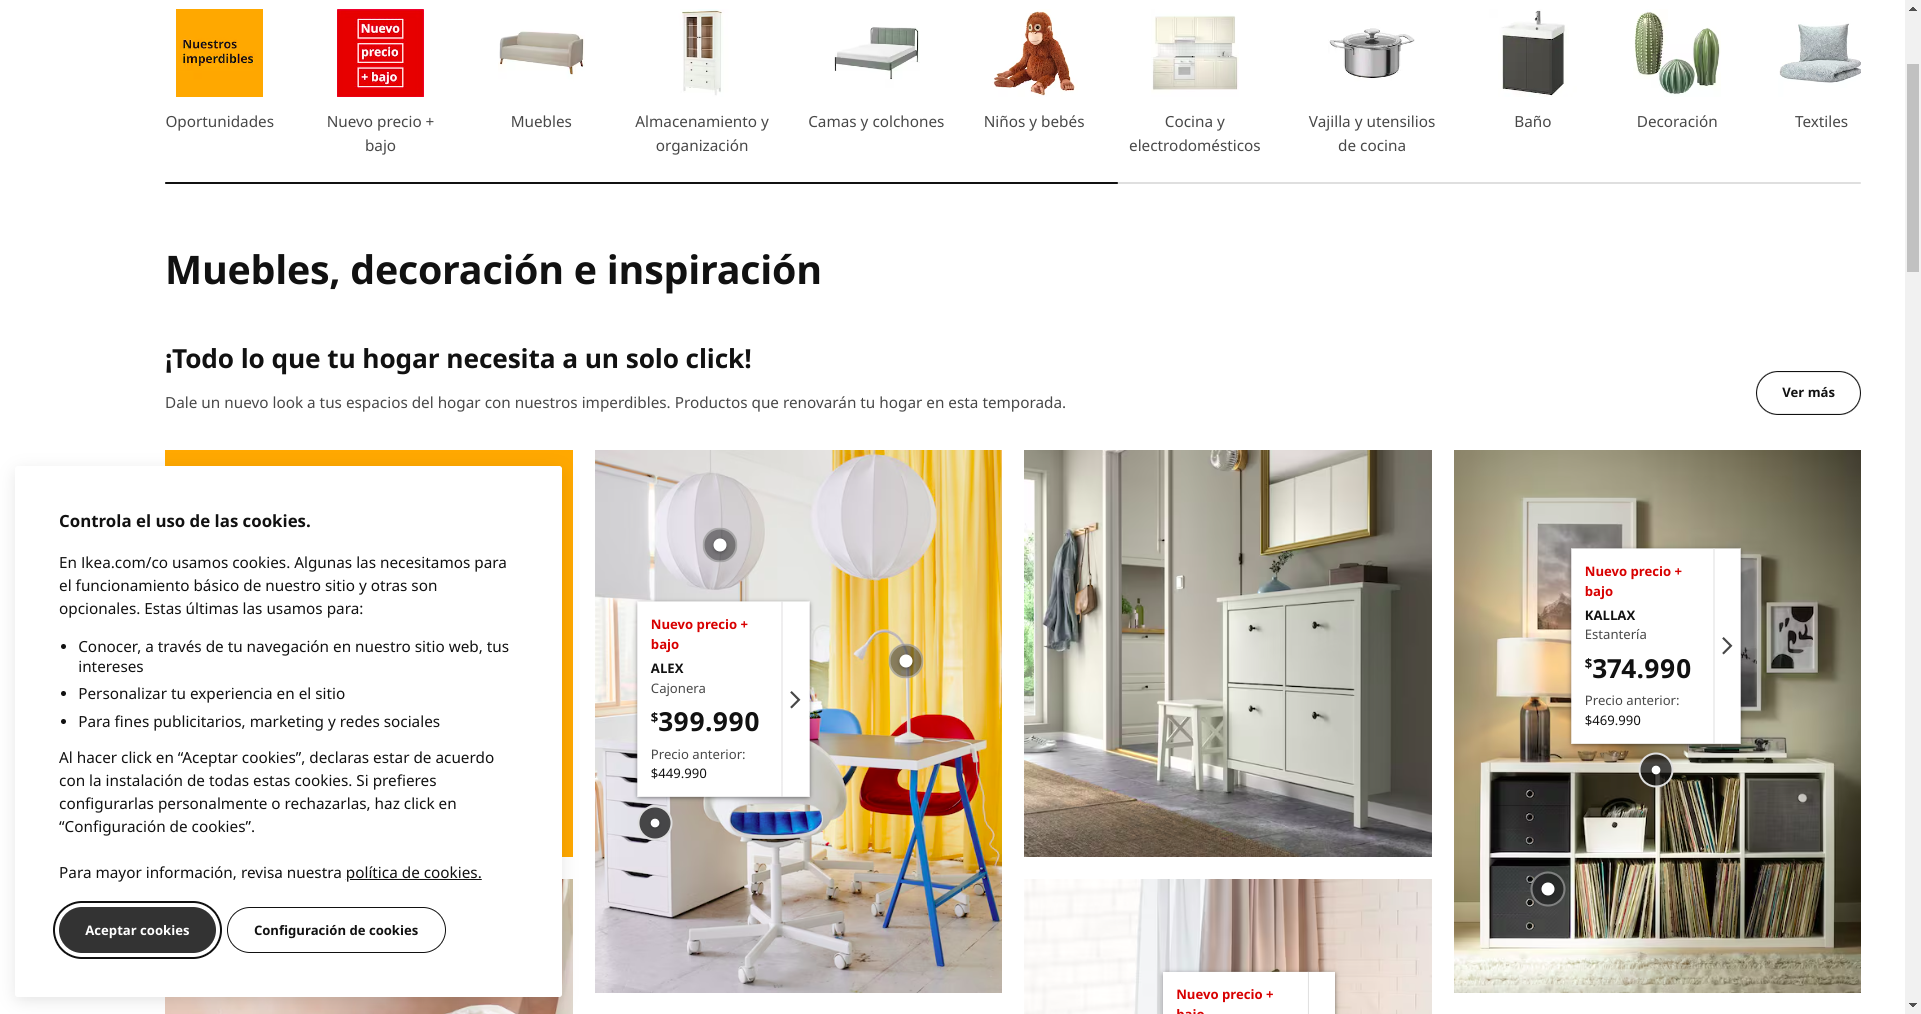 Nuestros
imperdibles
Nuevo
precio
+ bajo
Oportunidades
Nuevo precio +
bajo
Muebles
Almacenamiento y
organización
Camas y colchones
Niños y bebés
Cocina y
electrodomésticos
Vajilla y utensilios
de cocina
Baño
Decoración
Textiles
Muebles, decoración e inspiración
¡Todo lo que tu hogar necesita a un solo click!
Dale un nuevo look a tus espacios del hogar con nuestros imperdibles. Productos que renovarán tu hogar en esta temporada.
Ver más
Controla el uso de las cookies.
En Ikea.com/co usamos cookies. Algunas las necesitamos para
el funcionamiento básico de nuestro sitio y otras son
opcionales. Estas últimas las usamos para:
• Conocer, a través de tu navegación en nuestro sitio web, tus
intereses
• Personalizar tu experiencia en el sitio
• Para fines publicitarios, marketing y redes sociales
Al hacer click en “Aceptar cookies”, declaras estar de acuerdo
con la instalación de todas estas cookies. Si prefieres
configurarlas personalmente o rechazarlas, haz click en
“Configuración de cookies”.
Para mayor información, revisa nuestra política de cookies.
Aceptar cookies
Configuración de cookies
Nuevo precio +
bajo
ALEX
Cajonera
$399.990
Precio anterior:
$449.990
Nuevo precio +
bajo
KALLAX
Estantería
$374.990
Precio anterior:
$469.990
Nuevo precio +
bajo